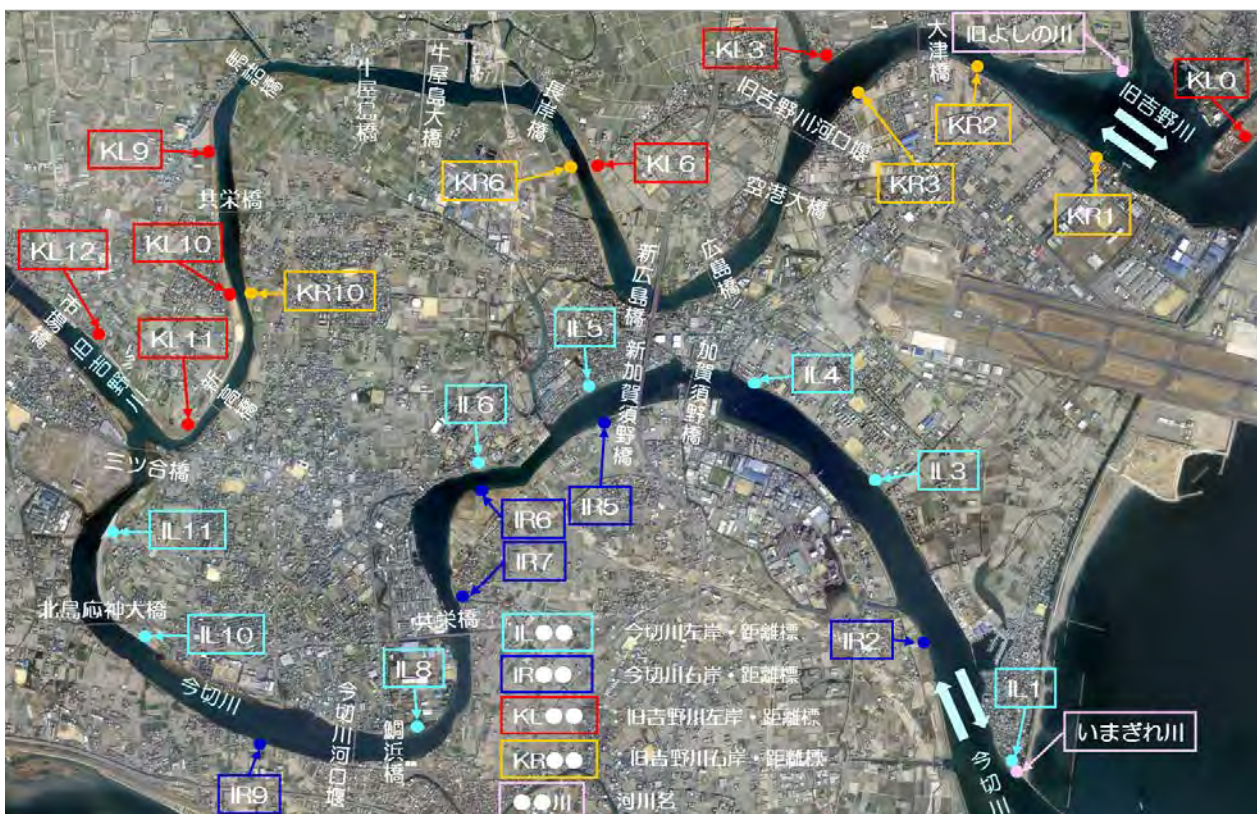 KL3
大津橋
旧よしの川
KL0
旧吉野川
長岸橋
牛屋島大橋
牛屋島橋
旧吉野川河口堰
KR2
KL9
KR6
KL6
KR3
KR1
共栄橋
空港大橋
KL12
KL10
KR10
新広島橋
広島橋
市場橋
旧吉野川
KL11
IL5
新加賀須野橋
加賀須野橋
IL4
IL6
三ツ合橋
IL3
IR5
IR6
IL11
IR7
北島応神大橋
共栄橋
IL10
IL●●
:今切川左岸・距離標
IR2
IR●●
:今切川右岸・距離標
IL8
IL1
今切川
KL●●
:旧吉野川左岸・距離標
いまぎれ川
今切川河口堰
鯛浜橋
KR●●
:旧吉野川右岸・距離標
今切川
IR9
●●川
:河川名